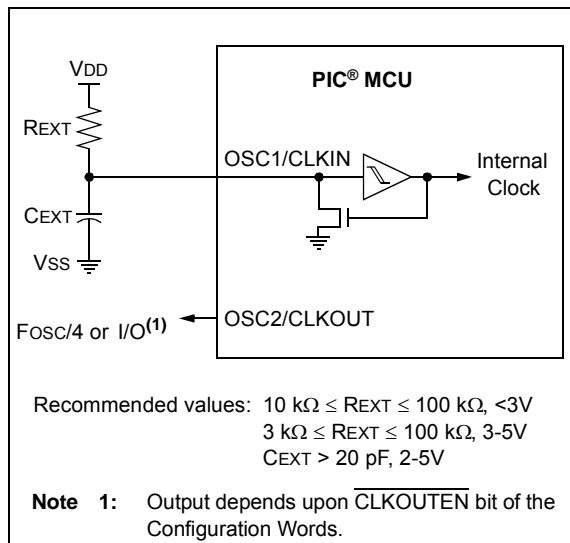 VDD
PIC® MCU
REXT
OSC1/CLKIN
Internal
Clock
CEXT
VSS
OSC2/CLKOUT
FOSC/4 or I/O(1)
Recommended values: 10 kΩ ≤ REXT ≤ 100 kΩ, <3V
3 kΩ ≤ REXT ≤ 100 kΩ, 3-5V
CEXT > 20 pF, 2-5V
Note 1: Output depends upon CLKOUTEN bit of the
Configuration Words.